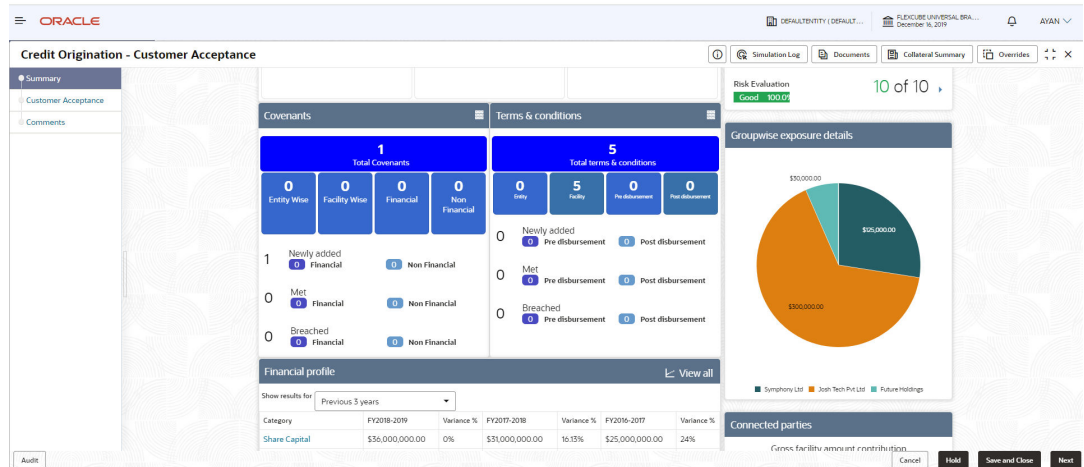 ORACLE
DEFAULTENTITY ( DEFAULT...
FLEXCUBE UNIVERSAL BRA...
December 16, 2019
AYAN
Credit Origination - Customer Acceptance
Simulation Log
Documents
Collateral Summary
Overrides
Summary
Customer Acceptance
Comments
Risk Evaluation
Good 100.0%
10 of 10
Covenants
1
Total Covenants
0
Entity Wise
0
Facility Wise
0
Financial
0
Non Financial
1 Newly added
0 Financial 0 Non Financial
0 Met
0 Financial 0 Non Financial
0 Breached
0 Financial 0 Non Financial
Terms & conditions
5
Total terms & conditions
0
Entity
5
Facility
0
Pre disbursement
0
Post disbursement
0 Newly added
0 Pre disbursement 0 Post disbursement
0 Met
0 Pre disbursement 0 Post disbursement
0 Breached
0 Pre disbursement 0 Post disbursement
Groupwise exposure details
$30,000.00
$125,000.00
$300,000.00
Symphony Ltd Josh Tech Pvt Ltd Future Holdings
Financial profile
View all
Show results for Previous 3 years
Category FY2018-2019 Variance % FY2017-2018 Variance % FY2016-2017 Variance %
Share Capital $36,000,000.00 0% $31,000,000.00 16.13% $25,000,000.00 24%
Connected parties
Gross facility amount contribution
Audit
Cancel
Hold
Save and Close
Next